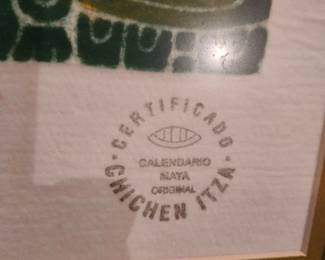 CERTIFICADO
CALENDARIO
MAYA
ORIGINAL
CHICHEN ITZA